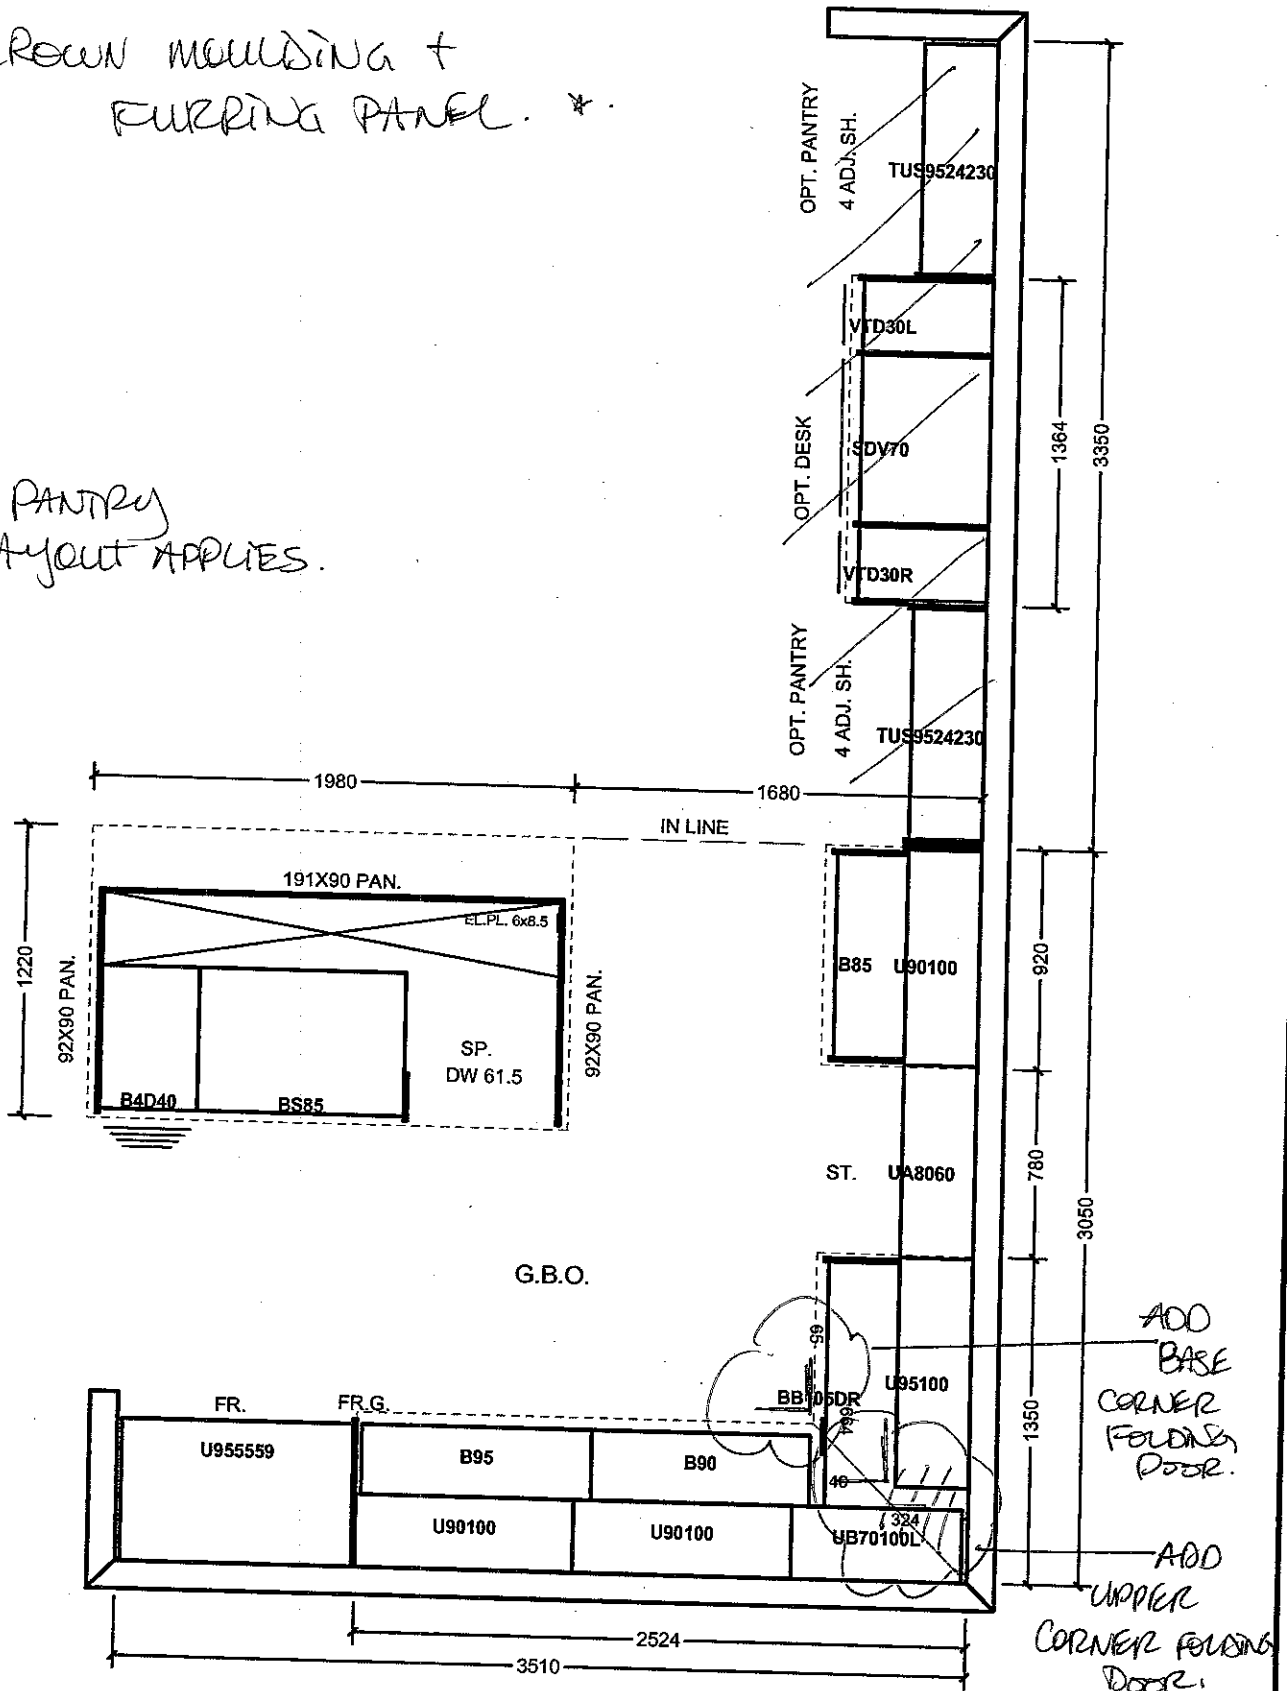 CROWN MOULDING +
FURRING PANEL. *.
OPT. PANTRY
4 ADJ. SH.
TUS9524230
VTD30L
OPT. DESK
SDV70
1364
3350
VTD30R
PANTRY
LAYOUT APPLIES.
OPT. PANTRY
4 ADJ. SH.
TUS9524230
1980
1680
IN LINE
191X90 PAN.
EL.PL. 6x8.5
1220
92X90 PAN.
92X90 PAN.
SP.
DW 61.5
B4D40
BS85
B85
U90100
920
ST.
UA8060
780
3050
G.B.O.
65
U95100
1350
ADD
BASE
CORNER
FOLDING
DOOR.
FR.
FR.G.
U955559
B95
B90
46
324
U90100
U90100
UB70100L
ADD
UPPER
CORNER FOLDING
DOOR.
2524
3510